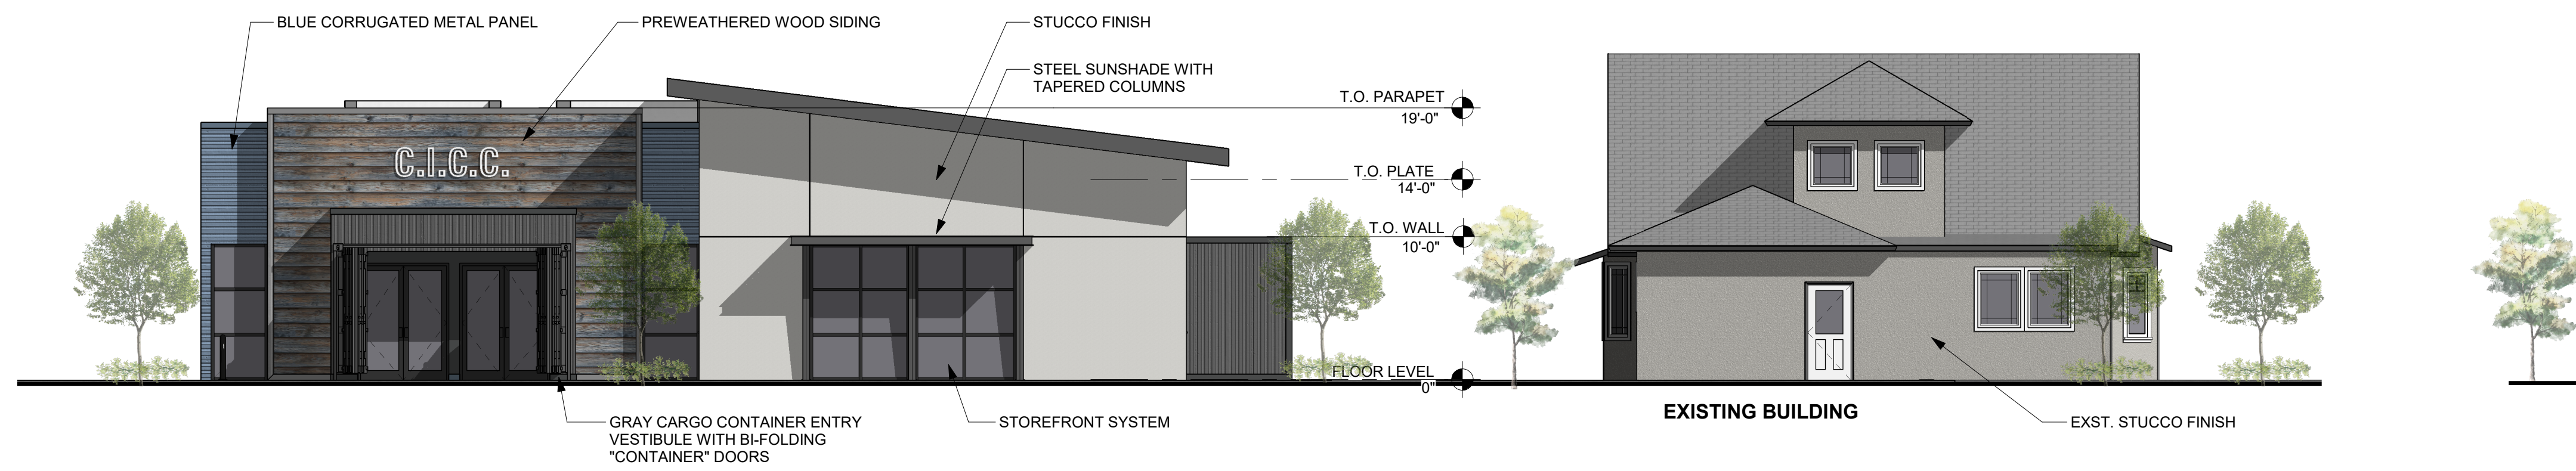 BLUE CORRUGATED METAL PANEL
PREWEATHERED WOOD SIDING
STUCCO FINISH
STEEL SUNSHADE WITH
TAPERED COLUMNS
T.O. PARAPET
19'-0"
C.I.C.C.
T.O. PLATE
14'-0"
T.O. WALL
10'-0"
FLOOR LEVEL
0"
GRAY CARGO CONTAINER ENTRY
VESTIBULE WITH BI-FOLDING
"CONTAINER" DOORS
STOREFRONT SYSTEM
EXISTING BUILDING
EXST. STUCCO FINISH